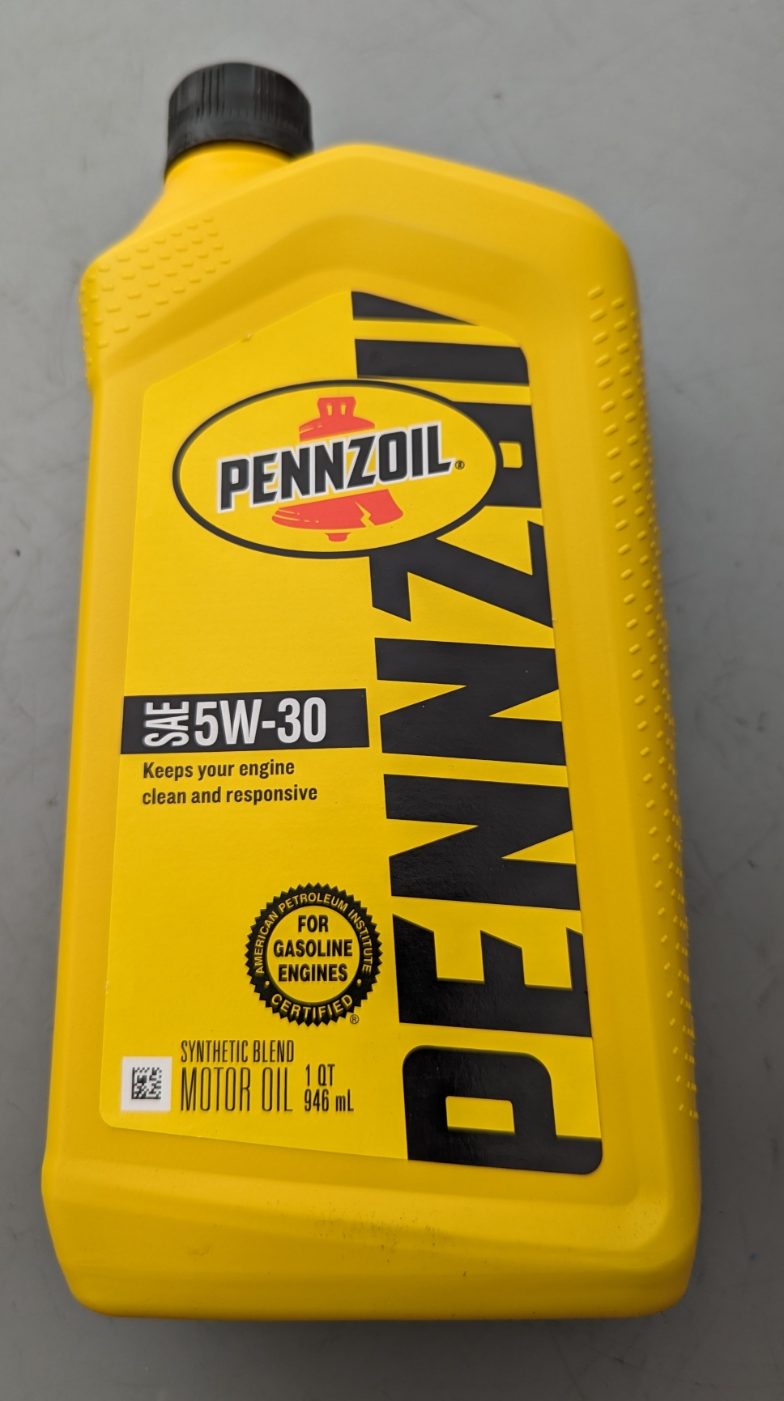 PENNZOIL®
PENNZOIL
SAE 5W-30
Keeps your engine
clean and responsive
AMERICAN PETROLEUM INSTITUTE
FOR
GASOLINE
ENGINES
CERTIFIED
®
SYNTHETIC BLEND
MOTOR OIL
1 QT
946 mL